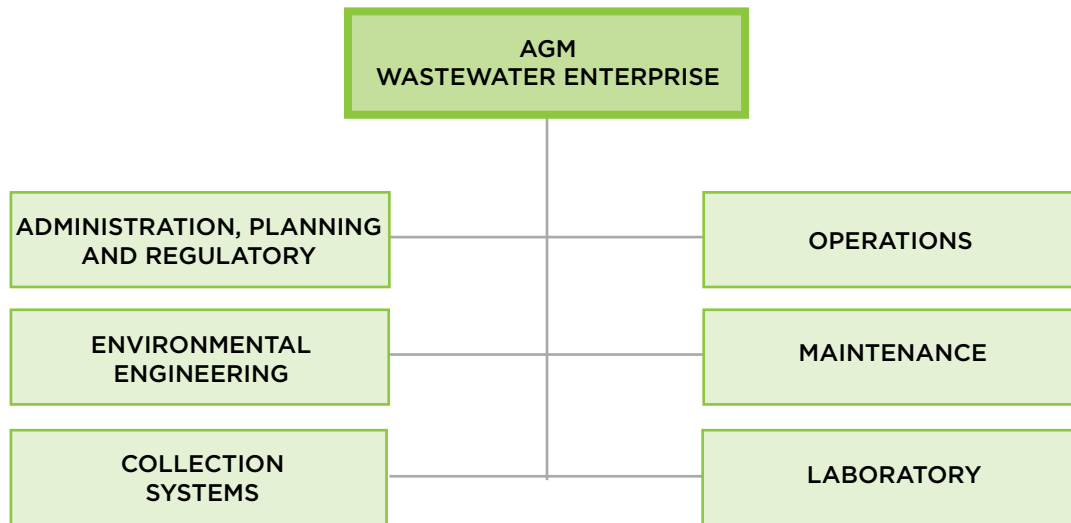 AGM
WASTEWATER ENTERPRISE
ADMINISTRATION, PLANNING
AND REGULATORY
OPERATIONS
ENVIRONMENTAL
ENGINEERING
MAINTENANCE
COLLECTION
SYSTEMS
LABORATORY